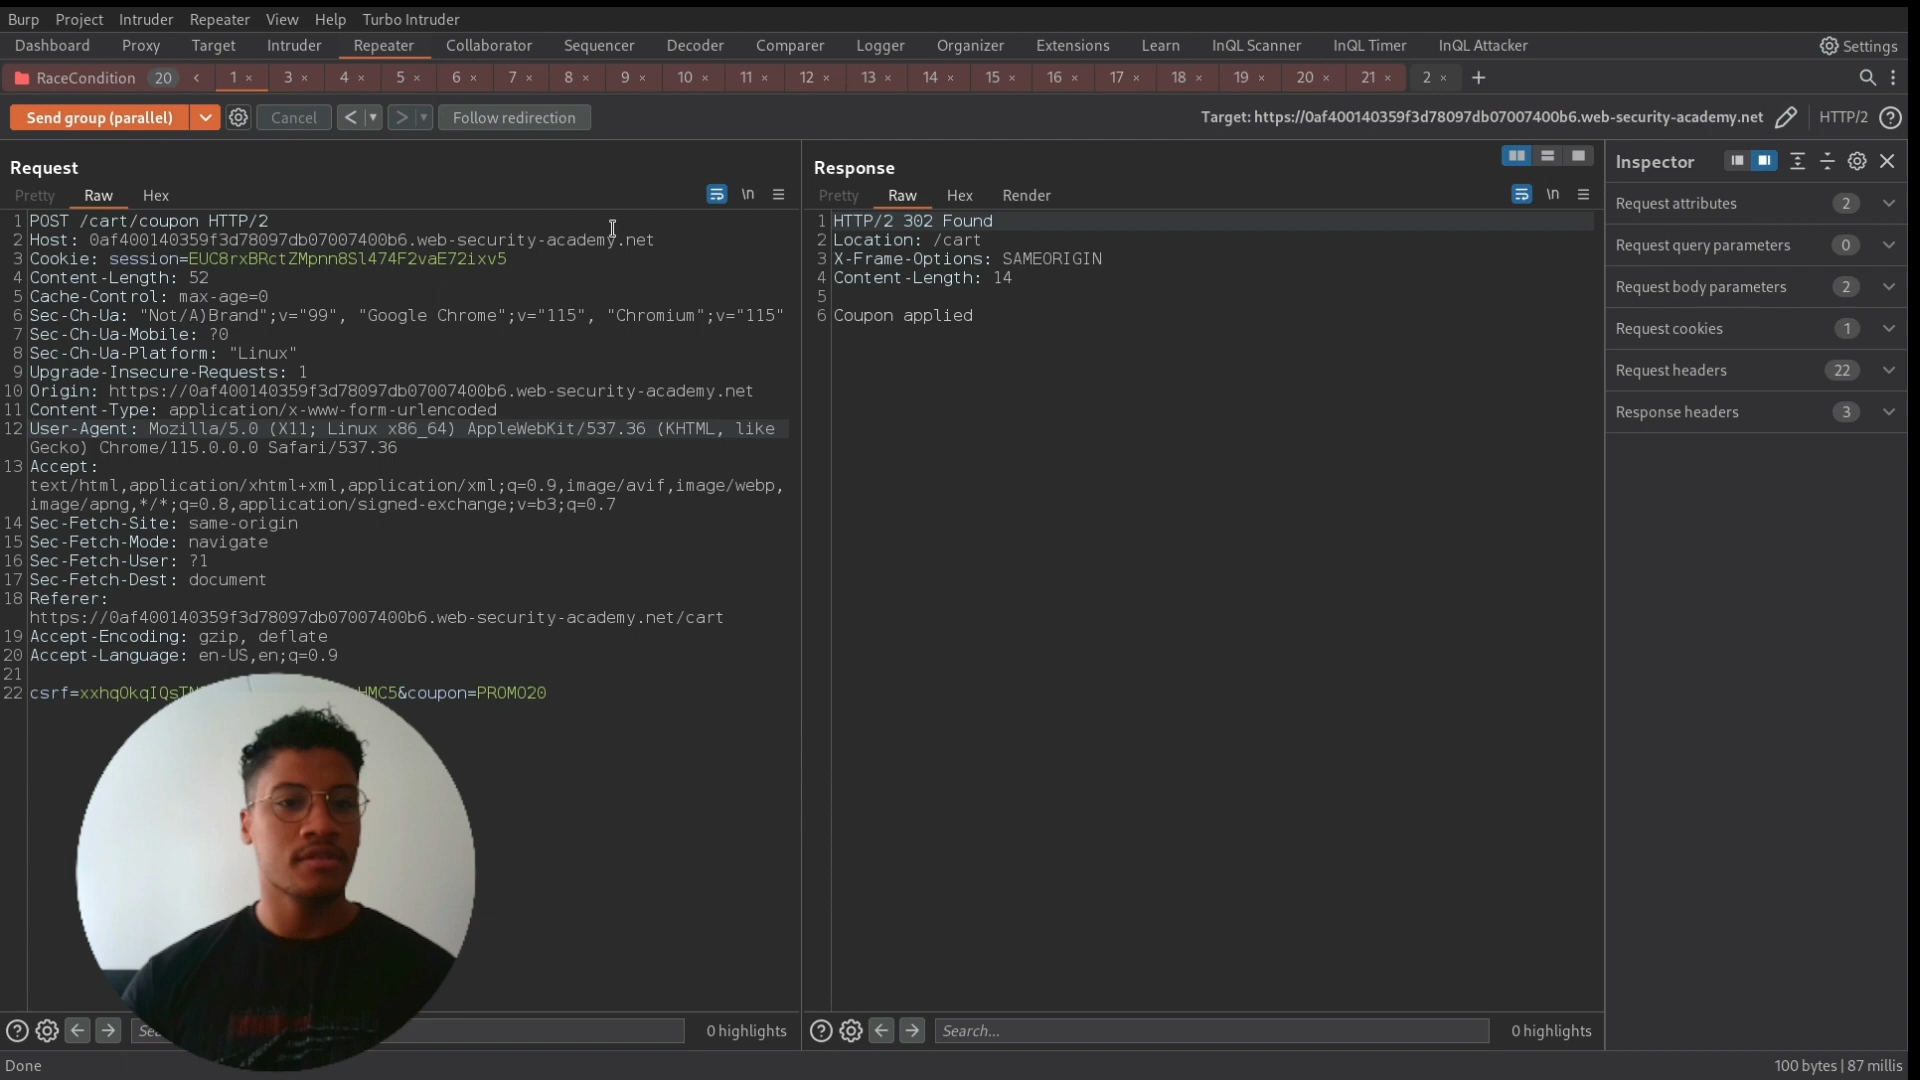 Burp Project Intruder Repeater View Help Turbo Intruder
Dashboard Proxy Target Intruder Repeater Collaborator Sequencer Decoder Comparer Logger Organizer Extensions Learn InQL Scanner InQL Timer InQL Attacker Settings
RaceCondition 20 < 1 × 3 × 4 × 5 × 6 × 7 × 8 × 9 × 10 × 11 × 12 × 13 × 14 × 15 × 16 × 17 × 18 × 19 × 20 × 21 × 2 × +
Send group (parallel) Cancel < > Follow redirection Target: https://0af400140359f3d78097db07007400b6.web-security-academy.net HTTP/2 ?
Request
Pretty Raw Hex \n
1 POST /cart/coupon HTTP/2
2 Host: 0af400140359f3d78097db07007400b6.web-security-academy.net
3 Cookie: session=EUC8rxBRctZMpnn8Sl474F2vaE72ixv5
4 Content-Length: 52
5 Cache-Control: max-age=0
6 Sec-Ch-Ua: "Not/A)Brand";v="99", "Google Chrome";v="115", "Chromium";v="115"
7 Sec-Ch-Ua-Mobile: ?0
8 Sec-Ch-Ua-Platform: "Linux"
9 Upgrade-Insecure-Requests: 1
10 Origin: https://0af400140359f3d78097db07007400b6.web-security-academy.net
11 Content-Type: application/x-www-form-urlencoded
12 User-Agent: Mozilla/5.0 (X11; Linux x86_64) AppleWebKit/537.36 (KHTML, like
Gecko) Chrome/115.0.0.0 Safari/537.36
13 Accept:
text/html,application/xhtml+xml,application/xml;q=0.9,image/avif,image/webp,
image/apng,*/*;q=0.8,application/signed-exchange;v=b3;q=0.7
14 Sec-Fetch-Site: same-origin
15 Sec-Fetch-Mode: navigate
16 Sec-Fetch-User: ?1
17 Sec-Fetch-Dest: document
18 Referer:
https://0af400140359f3d78097db07007400b6.web-security-academy.net/cart
19 Accept-Encoding: gzip, deflate
20 Accept-Language: en-US,en;q=0.9
21
22 csrf=xxhqOkqIQsT HMC5&coupon=PROMO20
0 highlights
Response
Pretty Raw Hex Render \n
1 HTTP/2 302 Found
2 Location: /cart
3 X-Frame-Options: SAMEORIGIN
4 Content-Length: 14
5
6 Coupon applied
Search... 0 highlights
Inspector
Request attributes 2
Request query parameters 0
Request body parameters 2
Request cookies 1
Request headers 22
Response headers 3
Done 100 bytes | 87 millis